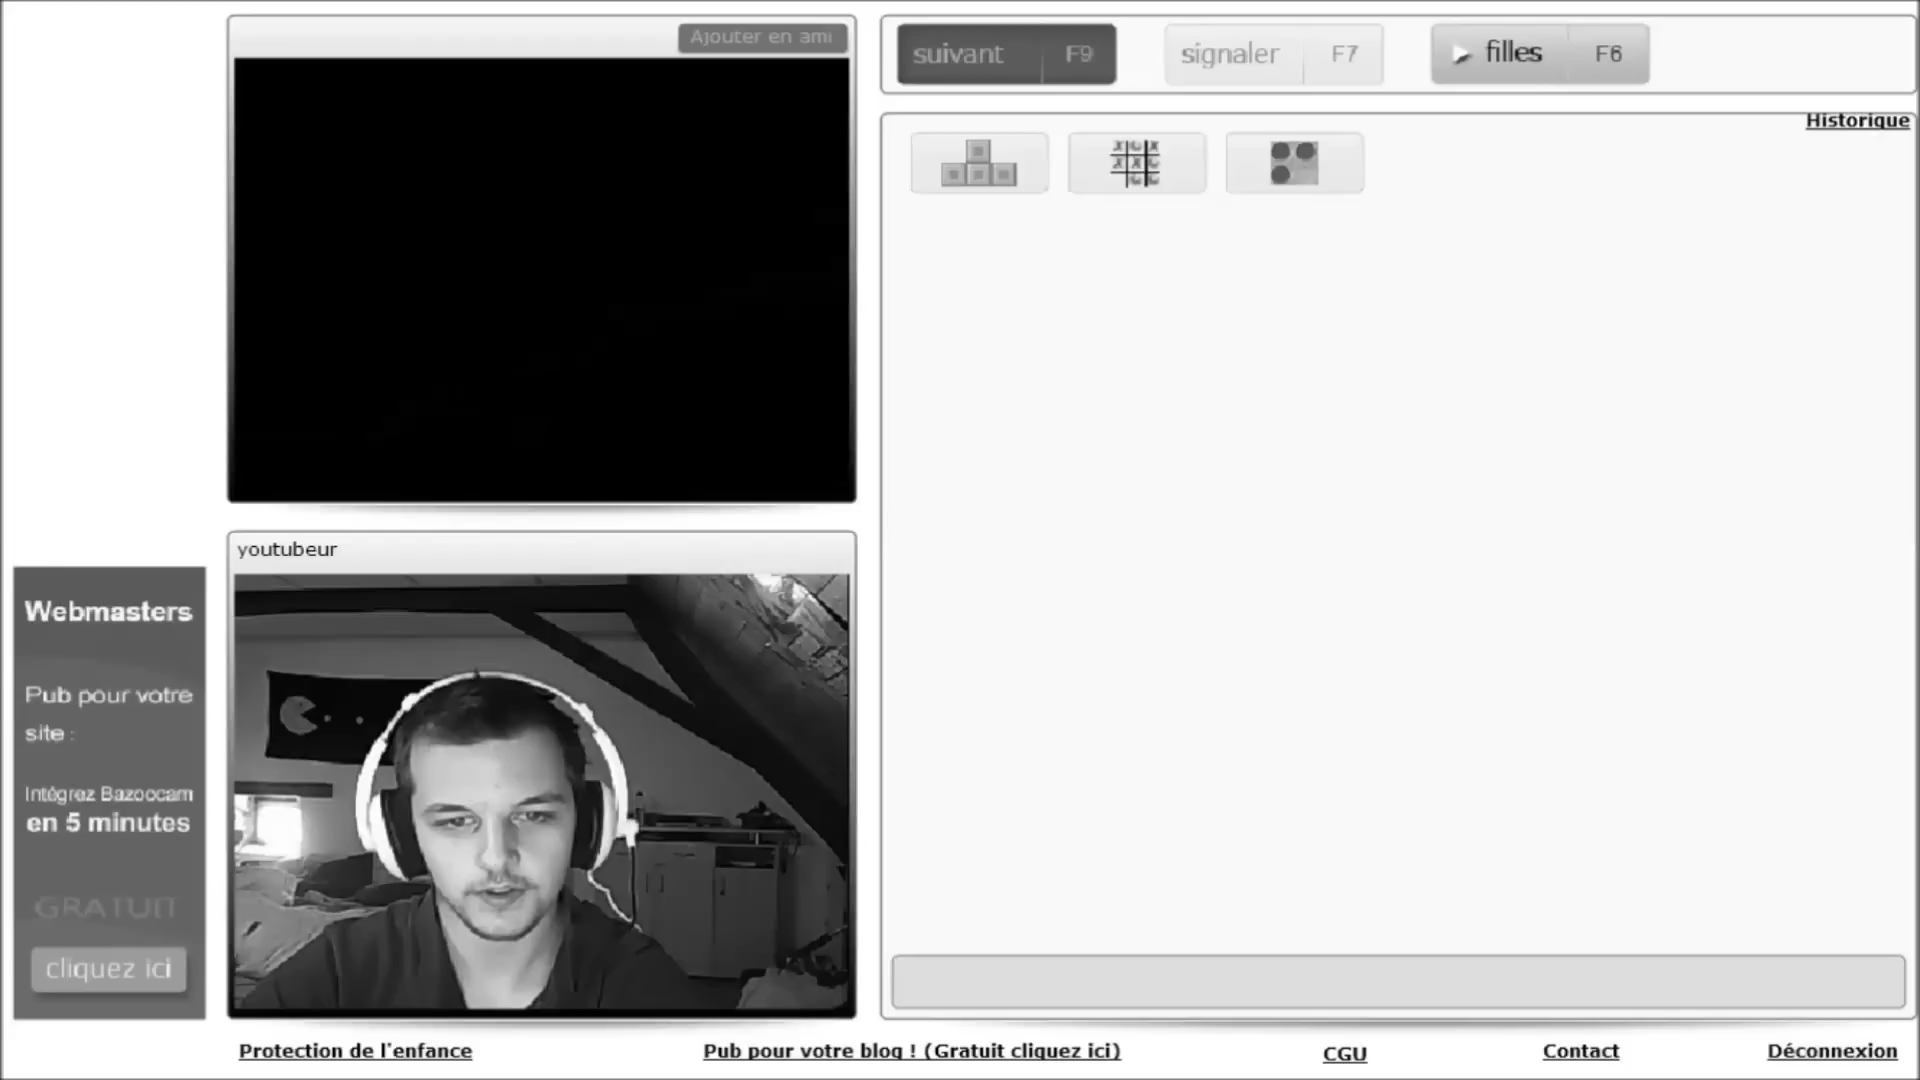 Ajouter en ami
suivant F9
signaler F7
filles F6
Historique
youtubeur
Webmasters
Pub pour votre
site :
Intégrez Bazoocam
en 5 minutes
GRATUIT
cliquez ici
Protection de l'enfance
Pub pour votre blog ! (Gratuit cliquez ici)
CGU
Contact
Déconnexion